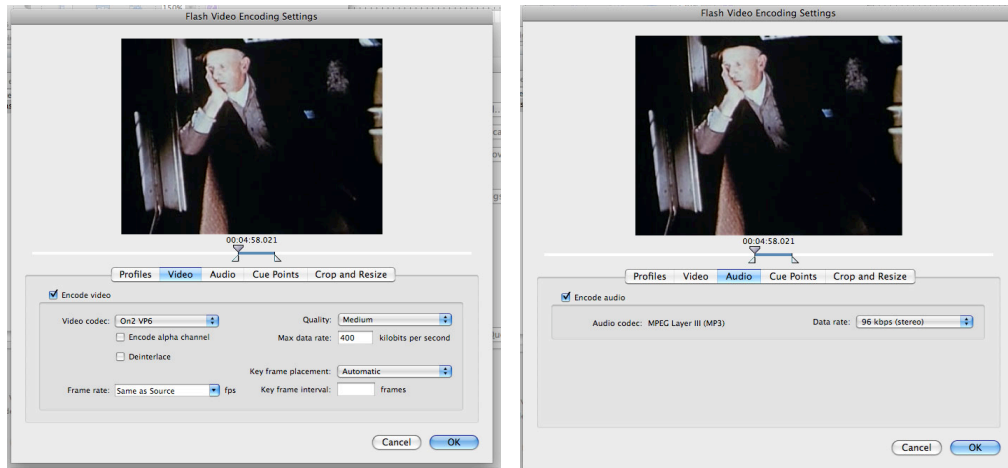 150%
Flash Video Encoding Settings
00:04:58.021
Profiles Video Audio Cue Points Crop and Resize
Encode video
Video codec: On2 VP6
Quality: Medium
Encode alpha channel
Max data rate: 400 kilobits per second
Deinterlace
Key frame placement: Automatic
Frame rate: Same as Source fps
Key frame interval: frames
Cancel OK
Flash Video Encoding Settings
00:04:58.021
Profiles Video Audio Cue Points Crop and Resize
Encode audio
Audio codec: MPEG Layer III (MP3)
Data rate: 96 kbps (stereo)
Cancel OK